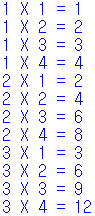 1 X 1 = 1
1 X 2 = 2
1 X 3 = 3
1 X 4 = 4
2 X 1 = 2
2 X 2 = 4
2 X 3 = 6
2 X 4 = 8
3 X 1 = 3
3 X 2 = 6
3 X 3 = 9
3 X 4 = 12